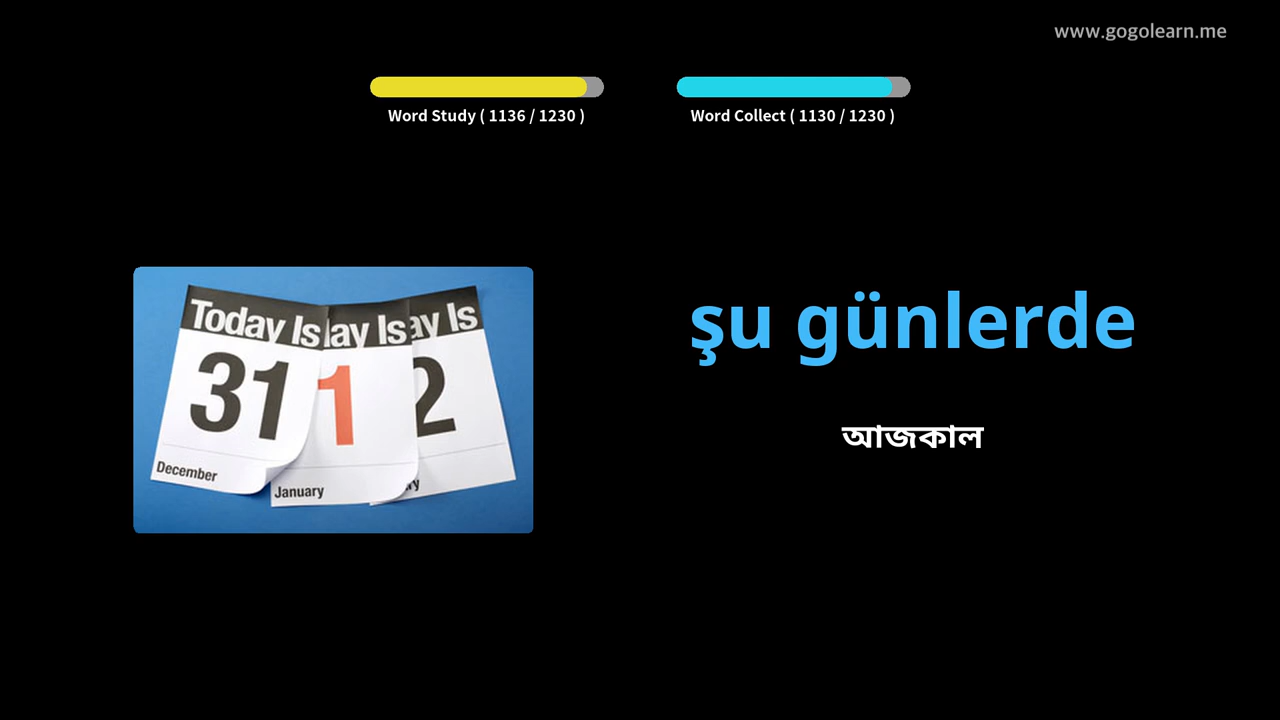 www.gogolearn.me
Word Study ( 1136 / 1230 )
Word Collect ( 1130 / 1230 )
Today Is
ay Is
ay Is
31
1
2
December
January
ry
şu günlerde
আজকাল